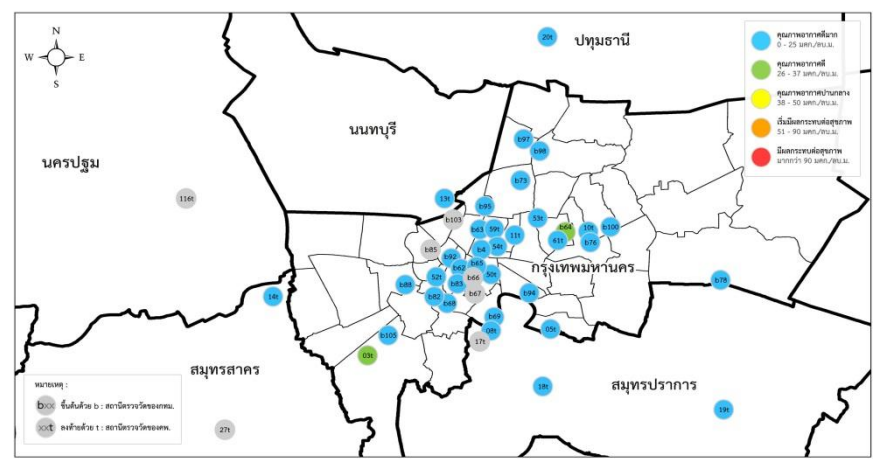 N
W E
S
20t
ปทุมธานี
คุณภาพอากาศดีมาก
0 - 25 มคก./ลบ.ม.
คุณภาพอากาศดี
26 - 37 มคก./ลบ.ม.
คุณภาพอากาศปานกลาง
38 - 50 มคก./ลบ.ม.
เริ่มมีผลกระทบต่อสุขภาพ
51 - 90 มคก./ลบ.ม.
มีผลกระทบต่อสุขภาพ
มากกว่า 90 มคก./ลบ.ม.
นนทบุรี
นครปฐม
b97
b98
b73
116t
13t
b95
b103
b63
59t
11t
53t
b64
10t
b100
61t
b76
b85
b4
54t
b92
b65
b62
กรุงเทพมหานคร
52t
b66
50t
b78
b88
b83
b82
b67
b94
14t
b68
b69
08t
05t
b105
17t
03t
สมุทรสาคร
สมุทรปราการ
18t
19t
27t
หมายเหตุ :
bxx ขึ้นต้นด้วย b : สถานีตรวจวัดของกทม.
xxt ลงท้ายด้วย t : สถานีตรวจวัดของคพ.